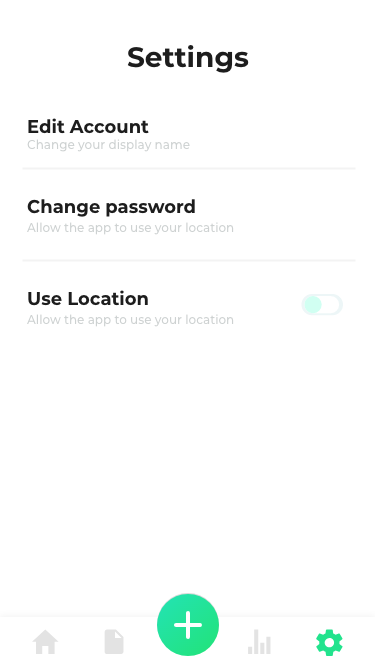 Settings
Edit Account
Change your display name
Change password
Allow the app to use your location
Use Location
Allow the app to use your location